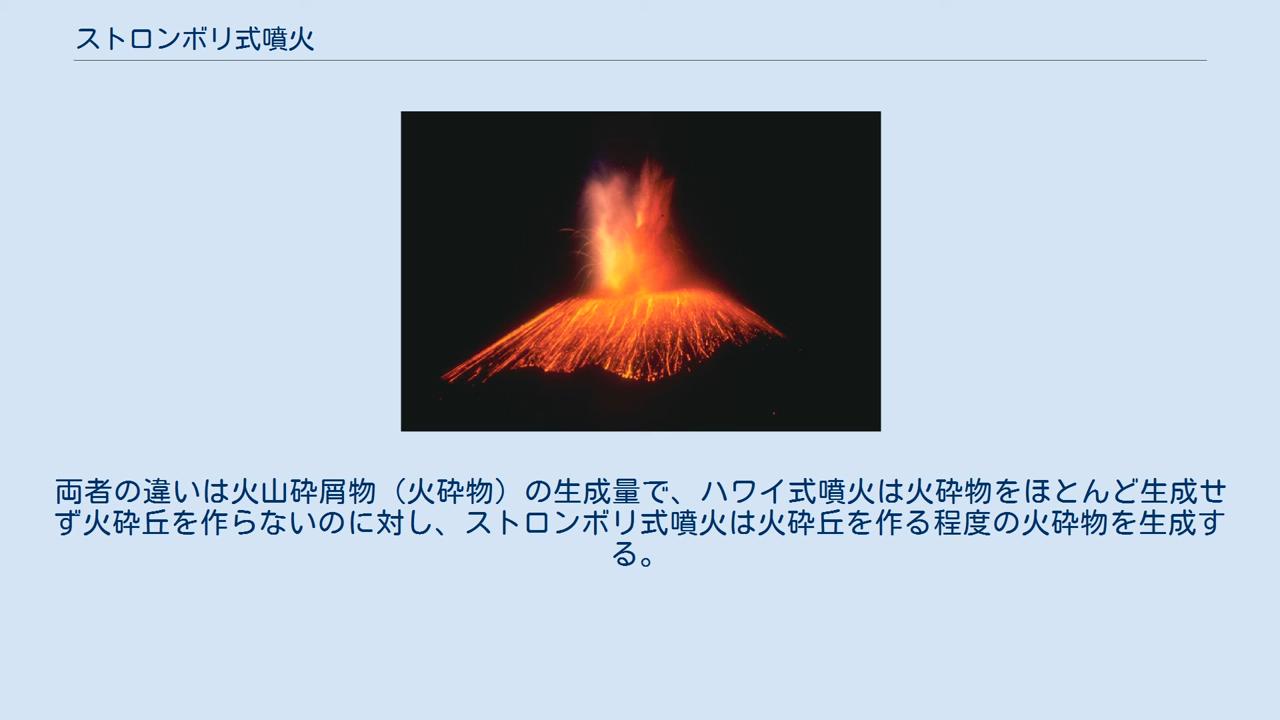 ストロンボリ式噴火
両者の違いは火山砕屑物（火砕物）の生成量で、ハワイ式噴火は火砕物をほとんど生成せ
ず火砕丘を作らないのに対し、ストロンボリ式噴火は火砕丘を作る程度の火砕物を生成す
る。